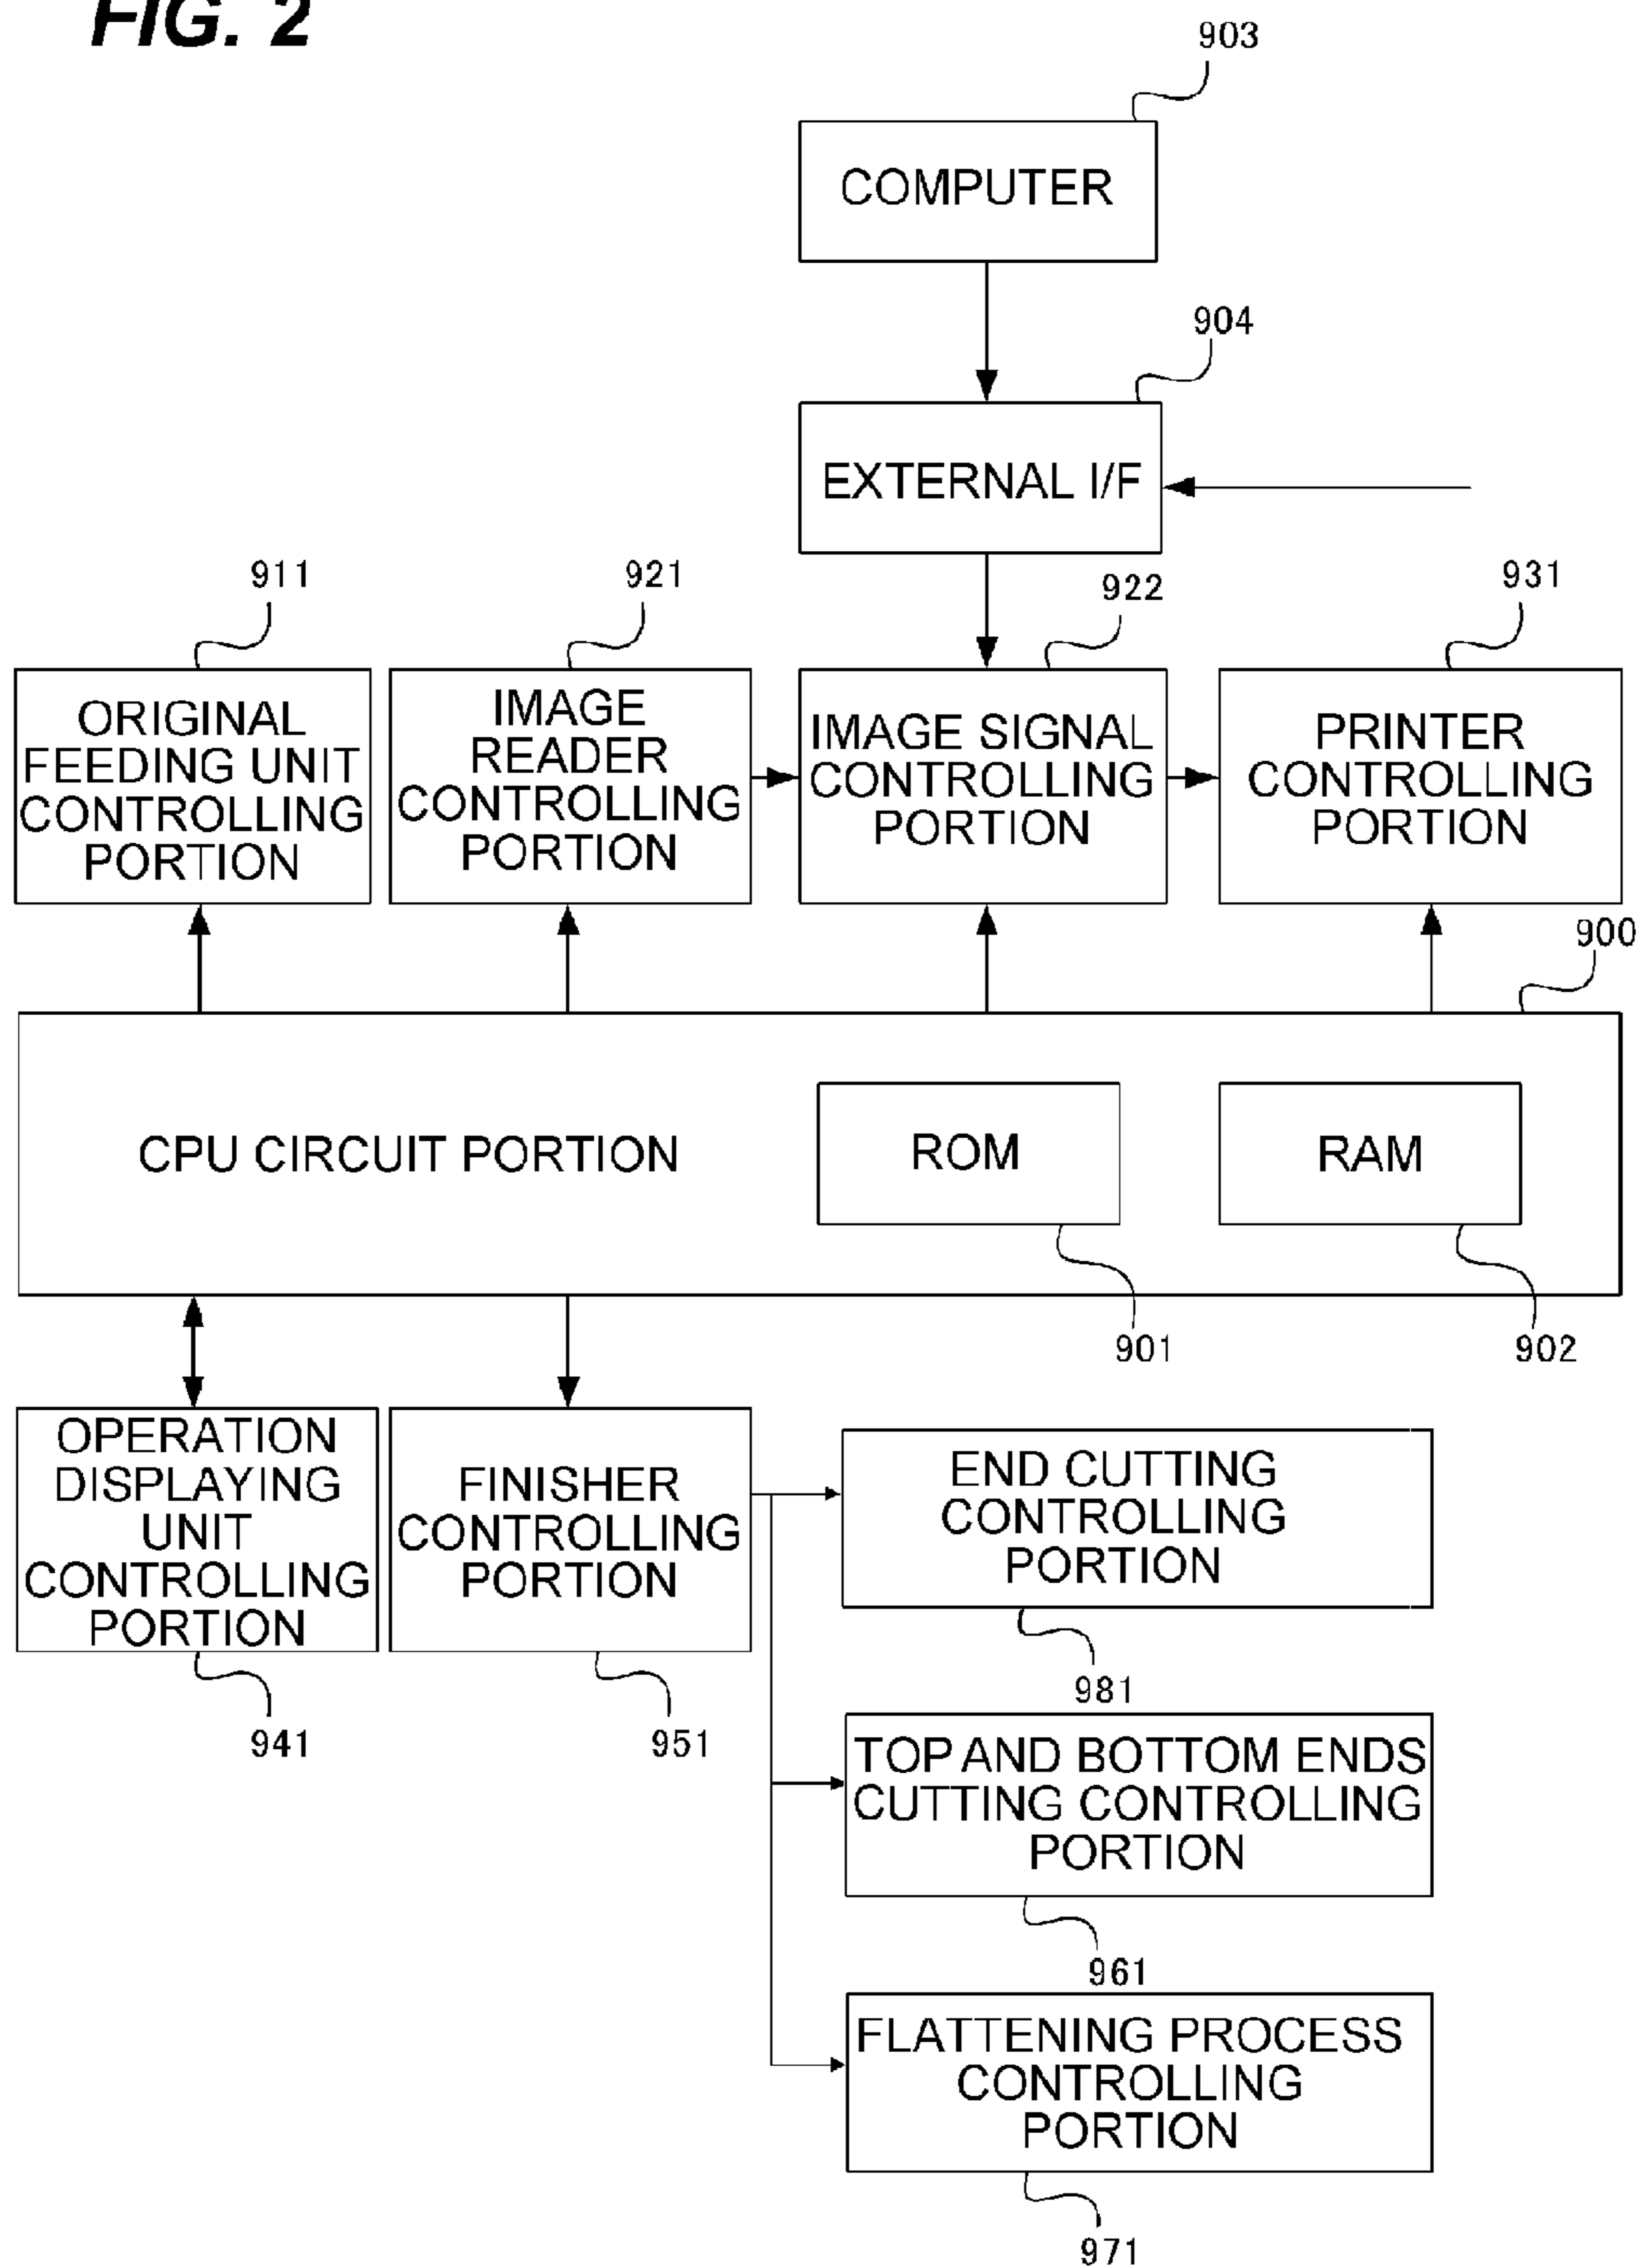 FIG. 2
903
COMPUTER
904
EXTERNAL I/F
911
921
922
931
ORIGINAL
FEEDING UNIT
CONTROLLING
PORTION
IMAGE
READER
CONTROLLING
PORTION
IMAGE SIGNAL
CONTROLLING
PORTION
PRINTER
CONTROLLING
PORTION
900
CPU CIRCUIT PORTION
ROM
RAM
901
902
OPERATION
DISPLAYING
UNIT
CONTROLLING
PORTION
FINISHER
CONTROLLING
PORTION
END CUTTING
CONTROLLING
PORTION
981
941
951
TOP AND BOTTOM ENDS
CUTTING CONTROLLING
PORTION
961
FLATTENING PROCESS
CONTROLLING
PORTION
971